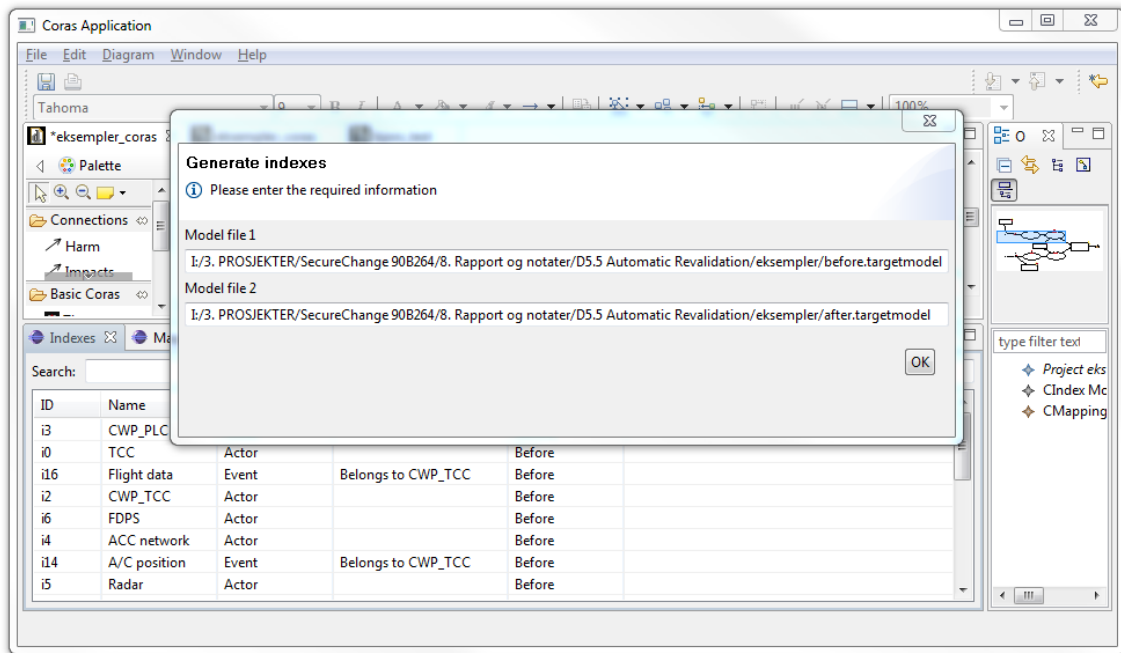 Coras Application
File Edit Diagram Window Help
Tahoma 9 B I A 100%
*eksempler_coras
Palette
Connections
Harm
Impacts
Basic Coras
Generate indexes
Please enter the required information
Model file 1
I:/3. PROSJEKTER/SecureChange 90B264/8. Rapport og notater/D5.5 Automatic Revalidation/eksempler/before.targetmodel
Model file 2
I:/3. PROSJEKTER/SecureChange 90B264/8. Rapport og notater/D5.5 Automatic Revalidation/eksempler/after.targetmodel
OK
O
type filter text
Project eks
CIndex Mc
CMapping
Indexes Ma
Search:
ID Name
i3 CWP_PLC
i0 TCC Actor Before
i16 Flight data Event Belongs to CWP_TCC Before
i2 CWP_TCC Actor Before
i6 FDPS Actor Before
i4 ACC network Actor Before
i14 A/C position Event Belongs to CWP_TCC Before
i5 Radar Actor Before